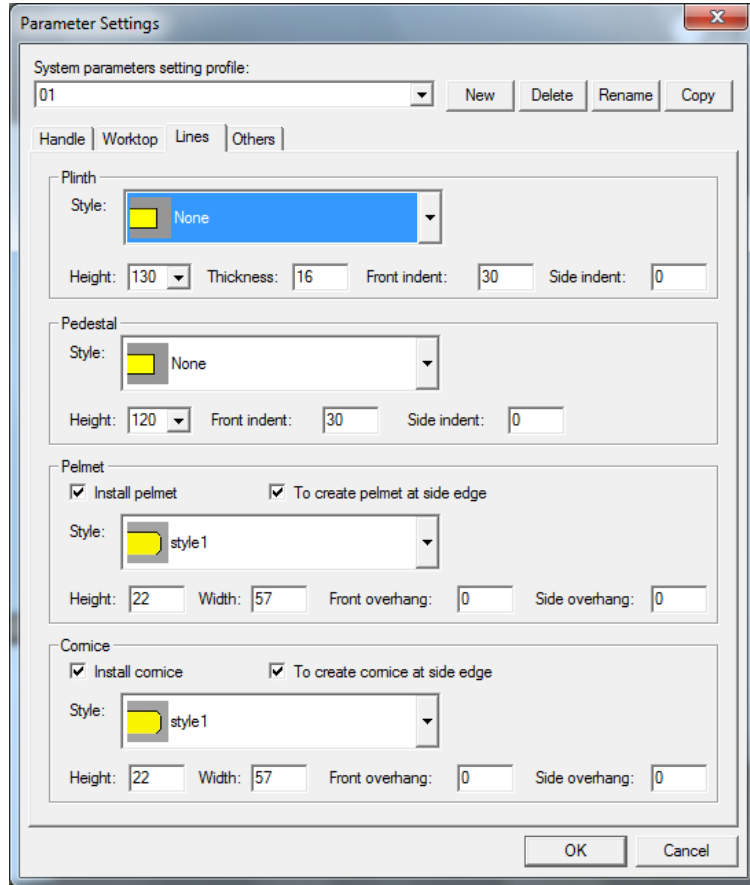 Parameter Settings
System parameters setting profile:
01 New Delete Rename Copy
Handle Worktop Lines Others
Plinth
Style: None
Height: 130 Thickness: 16 Front indent: 30 Side indent: 0
Pedestal
Style: None
Height: 120 Front indent: 30 Side indent: 0
Pelmet
Install pelmet To create pelmet at side edge
Style: style1
Height: 22 Width: 57 Front overhang: 0 Side overhang: 0
Cornice
Install cornice To create cornice at side edge
Style: style1
Height: 22 Width: 57 Front overhang: 0 Side overhang: 0
OK Cancel